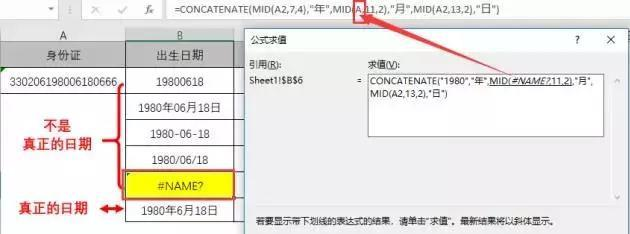 =CONCATENATE(MID(A2,7,4),"年",MID(A,11,2),"月",MID(A2,13,2),"日")
A
B
身份证
出生日期
330206198006180666
19800618
1980年06月18日
1980-06-18
1980/06/18
#NAME?
1980年6月18日
不是
真正的日期
真正的日期
公式求值
引用(R):
求值(V):
Sheet1!$B$6
=
CONCATENATE("1980","年",MID(#NAME?,11,2),"月",
MID(A2,13,2),"日")
若要显示带下划线的表达式的结果，请单击"求值"。最新结果将以斜体显示。